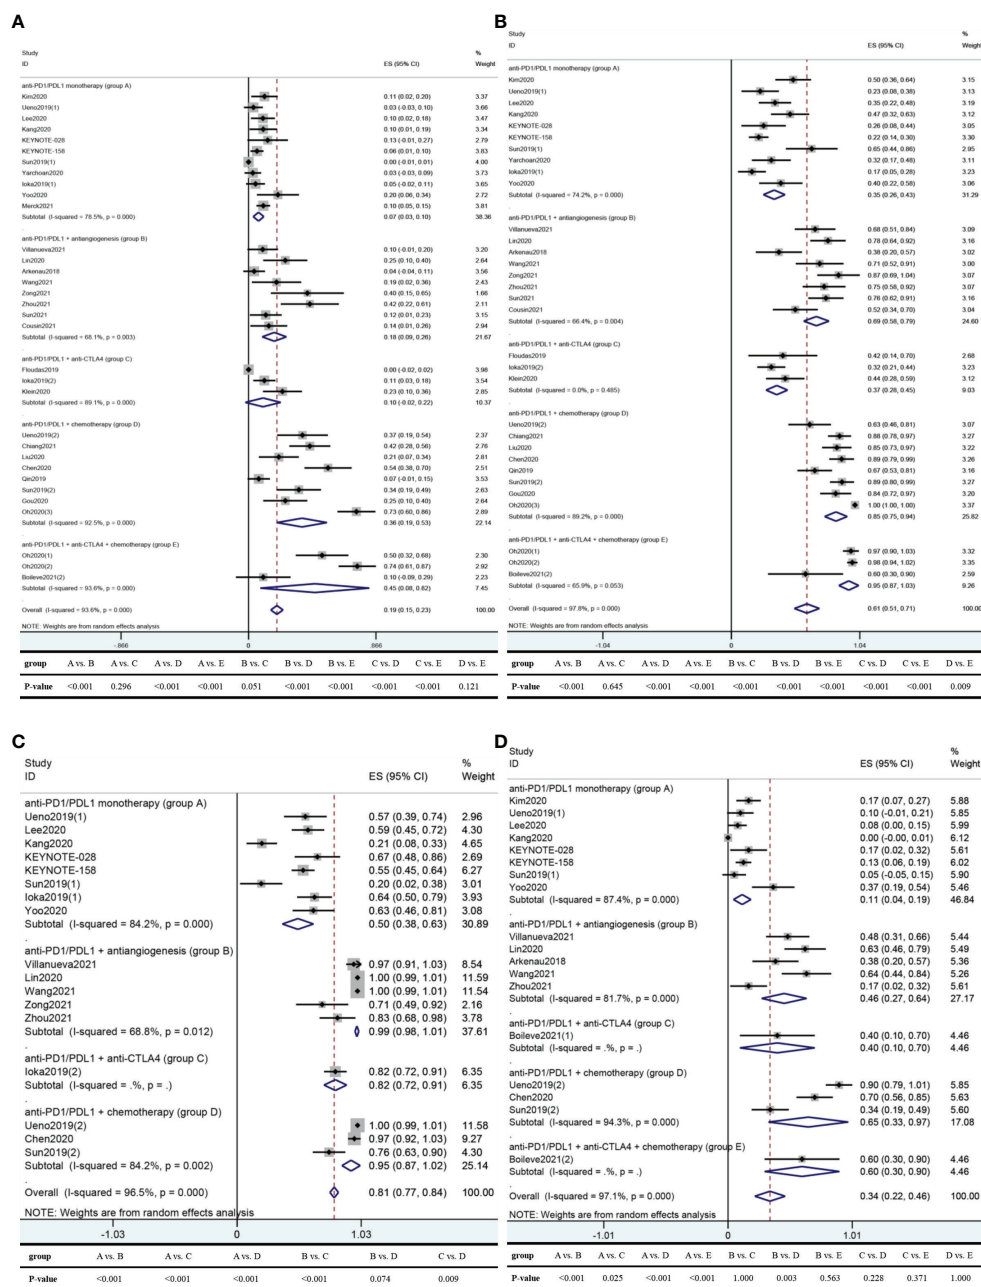 A
Study %
ID ES (95% CI) Weight
anti-PD1/PDL1 monotherapy (group A)
Kim2020 0.11 (0.02, 0.20) 3.37
Ueno2019(1) 0.03 (-0.03, 0.10) 3.66
Lee2020 0.10 (0.02, 0.18) 3.47
Kang2020 0.10 (0.01, 0.19) 3.34
KEYNOTE-028 0.13 (-0.01, 0.27) 2.79
KEYNOTE-158 0.06 (0.01, 0.10) 3.83
Sun2019(1) 0.00 (-0.01, 0.01) 4.00
Yarchoan2020 0.03 (-0.03, 0.09) 3.73
Ioka2019(1) 0.05 (-0.02, 0.11) 3.65
Yoo2020 0.20 (0.06, 0.34) 2.72
Merck2021 0.10 (0.05, 0.15) 3.81
Subtotal (I-squared = 78.5%, p = 0.000) 0.07 (0.03, 0.10) 38.36
.
anti-PD1/PDL1 + antiangiogenesis (group B)
Villanueva2021 0.10 (-0.01, 0.20) 3.20
Lin2020 0.25 (0.10, 0.40) 2.64
Arkenau2018 0.04 (-0.04, 0.11) 3.56
Wang2021 0.19 (0.02, 0.36) 2.43
Zong2021 0.40 (0.15, 0.65) 1.66
Zhou2021 0.42 (0.22, 0.61) 2.11
Sun2021 0.12 (0.01, 0.23) 3.15
Cousin2021 0.14 (0.01, 0.26) 2.94
Subtotal (I-squared = 68.1%, p = 0.003) 0.18 (0.09, 0.26) 21.67
.
anti-PD1/PDL1 + anti-CTLA4 (group C)
Floudas2019 0.00 (-0.02, 0.02) 3.98
Ioka2019(2) 0.11 (0.03, 0.18) 3.54
Klein2020 0.23 (0.10, 0.36) 2.85
Subtotal (I-squared = 89.1%, p = 0.000) 0.10 (-0.02, 0.22) 10.37
.
anti-PD1/PDL1 + chemotherapy (group D)
Ueno2019(2) 0.37 (0.19, 0.54) 2.37
Chiang2021 0.42 (0.28, 0.56) 2.76
Liu2020 0.21 (0.07, 0.34) 2.81
Chen2020 0.54 (0.38, 0.70) 2.51
Qin2019 0.07 (-0.01, 0.15) 3.53
Sun2019(2) 0.34 (0.19, 0.49) 2.63
Gou2020 0.25 (0.10, 0.40) 2.64
Oh2020(3) 0.73 (0.60, 0.86) 2.89
Subtotal (I-squared = 92.5%, p = 0.000) 0.36 (0.19, 0.53) 22.14
.
anti-PD1/PDL1 + anti-CTLA4 + chemotherapy (group E)
Oh2020(1) 0.50 (0.32, 0.68) 2.30
Oh2020(2) 0.74 (0.61, 0.87) 2.92
Boileve2021(2) 0.10 (-0.09, 0.29) 2.23
Subtotal (I-squared = 93.6%, p = 0.000) 0.45 (0.08, 0.82) 7.45
.
Overall (I-squared = 93.6%, p = 0.000) 0.19 (0.15, 0.23) 100.00
NOTE: Weights are from random effects analysis
-.866 0 .866
group A vs. B A vs. C A vs. D A vs. E B vs. C B vs. D B vs. E C vs. D C vs. E D vs. E
P-value <0.001 0.296 <0.001 <0.001 0.051 <0.001 <0.001 <0.001 <0.001 0.121
B
Study %
ID ES (95% CI) Weight
anti-PD1/PDL1 monotherapy (group A)
Kim2020 0.50 (0.36, 0.64) 3.15
Ueno2019(1) 0.23 (0.08, 0.38) 3.13
Lee2020 0.35 (0.22, 0.48) 3.19
Kang2020 0.47 (0.32, 0.63) 3.12
KEYNOTE-028 0.26 (0.08, 0.44) 3.05
KEYNOTE-158 0.22 (0.14, 0.30) 3.30
Sun2019(1) 0.65 (0.44, 0.86) 2.95
Yarchoan2020 0.32 (0.17, 0.48) 3.11
Ioka2019(1) 0.17 (0.05, 0.28) 3.23
Yoo2020 0.40 (0.22, 0.58) 3.06
Subtotal (I-squared = 74.2%, p = 0.000) 0.35 (0.26, 0.43) 31.29
.
anti-PD1/PDL1 + antiangiogenesis (group B)
Villanueva2021 0.68 (0.51, 0.84) 3.09
Lin2020 0.78 (0.64, 0.92) 3.16
Arkenau2018 0.38 (0.20, 0.57) 3.02
Wang2021 0.71 (0.52, 0.91) 3.00
Zong2021 0.87 (0.69, 1.04) 3.07
Zhou2021 0.75 (0.58, 0.92) 3.07
Sun2021 0.76 (0.62, 0.91) 3.16
Cousin2021 0.52 (0.34, 0.70) 3.04
Subtotal (I-squared = 66.4%, p = 0.004) 0.69 (0.58, 0.79) 24.60
.
anti-PD1/PDL1 + anti-CTLA4 (group C)
Floudas2019 0.42 (0.14, 0.70) 2.68
Ioka2019(2) 0.32 (0.21, 0.44) 3.23
Klein2020 0.44 (0.28, 0.59) 3.12
Subtotal (I-squared = 0.0%, p = 0.485) 0.37 (0.28, 0.45) 9.03
.
anti-PD1/PDL1 + chemotherapy (group D)
Ueno2019(2) 0.63 (0.46, 0.81) 3.07
Chiang2021 0.88 (0.78, 0.97) 3.27
Liu2020 0.85 (0.73, 0.97) 3.22
Chen2020 0.89 (0.79, 0.99) 3.26
Qin2019 0.67 (0.53, 0.81) 3.16
Sun2019(2) 0.89 (0.80, 0.99) 3.27
Gou2020 0.84 (0.72, 0.97) 3.20
Oh2020(3) 1.00 (1.00, 1.00) 3.37
Subtotal (I-squared = 89.2%, p = 0.000) 0.85 (0.75, 0.94) 25.82
.
anti-PD1/PDL1 + anti-CTLA4 + chemotherapy (group E)
Oh2020(1) 0.97 (0.90, 1.03) 3.32
Oh2020(2) 0.98 (0.94, 1.02) 3.35
Boileve2021(2) 0.60 (0.30, 0.90) 2.59
Subtotal (I-squared = 65.9%, p = 0.053) 0.95 (0.87, 1.03) 9.26
.
Overall (I-squared = 97.8%, p = 0.000) 0.61 (0.51, 0.71) 100.00
NOTE: Weights are from random effects analysis
-1.04 0 1.04
group A vs. B A vs. C A vs. D A vs. E B vs. C B vs. D B vs. E C vs. D C vs. E D vs. E
P-value <0.001 0.645 <0.001 <0.001 <0.001 <0.001 <0.001 <0.001 <0.001 0.009
C
Study %
ID ES (95% CI) Weight
anti-PD1/PDL1 monotherapy (group A)
Ueno2019(1) 0.57 (0.39, 0.74) 2.96
Lee2020 0.59 (0.45, 0.72) 4.30
Kang2020 0.21 (0.08, 0.33) 4.65
KEYNOTE-028 0.67 (0.48, 0.86) 2.69
KEYNOTE-158 0.55 (0.45, 0.64) 6.27
Sun2019(1) 0.20 (0.02, 0.38) 3.01
Ioka2019(1) 0.64 (0.50, 0.79) 3.93
Yoo2020 0.63 (0.46, 0.81) 3.08
Subtotal (I-squared = 84.2%, p = 0.000) 0.50 (0.38, 0.63) 30.89
.
anti-PD1/PDL1 + antiangiogenesis (group B)
Villanueva2021 0.97 (0.91, 1.03) 8.54
Lin2020 1.00 (0.99, 1.01) 11.59
Wang2021 1.00 (0.99, 1.01) 11.54
Zong2021 0.71 (0.49, 0.92) 2.16
Zhou2021 0.83 (0.68, 0.98) 3.78
Subtotal (I-squared = 68.8%, p = 0.012) 0.99 (0.98, 1.01) 37.61
.
anti-PD1/PDL1 + anti-CTLA4 (group C)
Ioka2019(2) 0.82 (0.72, 0.91) 6.35
Subtotal (I-squared = .%, p = .) 0.82 (0.72, 0.91) 6.35
.
anti-PD1/PDL1 + chemotherapy (group D)
Ueno2019(2) 1.00 (0.99, 1.01) 11.58
Chen2020 0.97 (0.92, 1.03) 9.27
Sun2019(2) 0.76 (0.63, 0.90) 4.30
Subtotal (I-squared = 84.2%, p = 0.002) 0.95 (0.87, 1.02) 25.14
.
Overall (I-squared = 96.5%, p = 0.000) 0.81 (0.77, 0.84) 100.00
NOTE: Weights are from random effects analysis
-1.03 0 1.03
group A vs. B A vs. C A vs. D B vs. C B vs. D C vs. D
P-value <0.001 <0.001 <0.001 <0.001 0.074 0.009
D
Study %
ID ES (95% CI) Weight
anti-PD1/PDL1 monotherapy (group A)
Kim2020 0.17 (0.07, 0.27) 5.88
Ueno2019(1) 0.10 (-0.01, 0.21) 5.85
Lee2020 0.08 (0.00, 0.15) 5.99
Kang2020 0.00 (-0.00, 0.01) 6.12
KEYNOTE-028 0.17 (0.02, 0.32) 5.61
KEYNOTE-158 0.13 (0.06, 0.19) 6.02
Sun2019(1) 0.05 (-0.05, 0.15) 5.90
Yoo2020 0.37 (0.19, 0.54) 5.46
Subtotal (I-squared = 87.4%, p = 0.000) 0.11 (0.04, 0.19) 46.84
.
anti-PD1/PDL1 + antiangiogenesis (group B)
Villanueva2021 0.48 (0.31, 0.66) 5.44
Lin2020 0.63 (0.46, 0.79) 5.49
Arkenau2018 0.38 (0.20, 0.57) 5.36
Wang2021 0.64 (0.44, 0.84) 5.26
Zhou2021 0.17 (0.02, 0.32) 5.61
Subtotal (I-squared = 81.7%, p = 0.000) 0.46 (0.27, 0.64) 27.17
.
anti-PD1/PDL1 + anti-CTLA4 (group C)
Boileve2021(1) 0.40 (0.10, 0.70) 4.46
Subtotal (I-squared = .%, p = .) 0.40 (0.10, 0.70) 4.46
.
anti-PD1/PDL1 + chemotherapy (group D)
Ueno2019(2) 0.90 (0.79, 1.01) 5.85
Chen2020 0.70 (0.56, 0.85) 5.63
Sun2019(2) 0.34 (0.19, 0.49) 5.60
Subtotal (I-squared = 94.3%, p = 0.000) 0.65 (0.33, 0.97) 17.08
.
anti-PD1/PDL1 + anti-CTLA4 + chemotherapy (group E)
Boileve2021(2) 0.60 (0.30, 0.90) 4.46
Subtotal (I-squared = .%, p = .) 0.60 (0.30, 0.90) 4.46
.
Overall (I-squared = 97.1%, p = 0.000) 0.34 (0.22, 0.46) 100.00
NOTE: Weights are from random effects analysis
-1.01 0 1.01
group A vs. B A vs. C A vs. D A vs. E B vs. C B vs. D B vs. E C vs. D C vs. E D vs. E
P-value <0.001 0.025 <0.001 <0.001 1.000 0.003 0.563 0.228 0.371 1.000